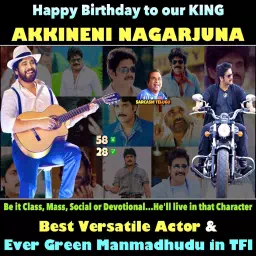 Happy Birthday to our KING
AKKINENI NAGARJUNA
SARCASM TELUGU
58
28
Be it Class, Mass, Social or Devotional...He'll live in that Character
Best Versatile Actor &
Ever Green Manmadhudu in TFI